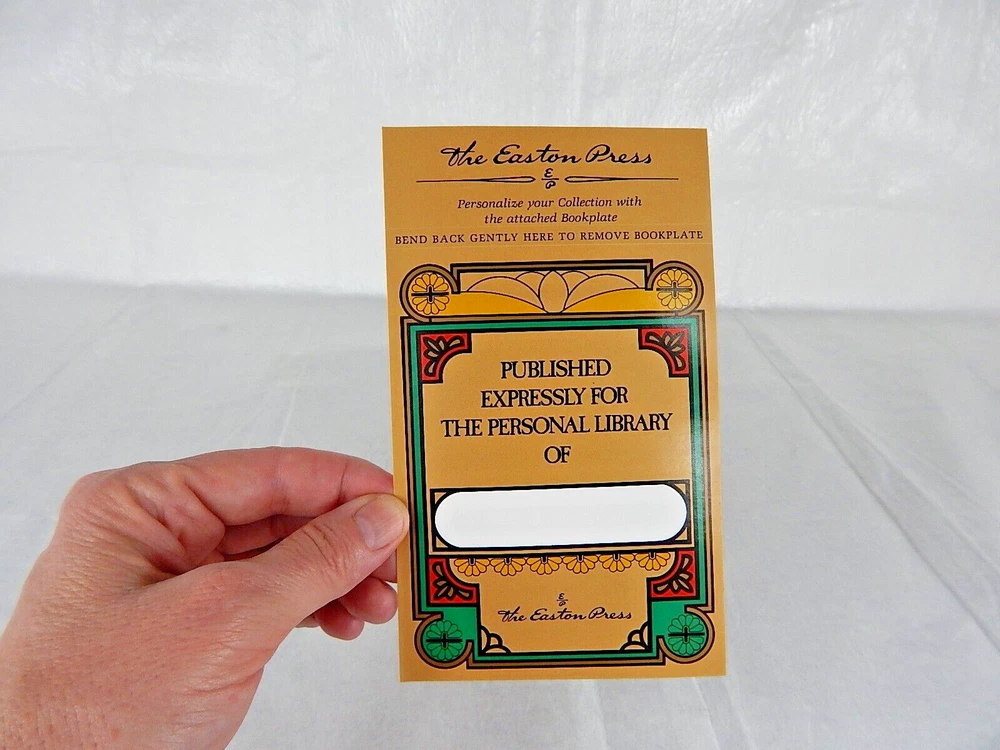 The Easton Press
E
P
Personalize your Collection with
the attached Bookplate
BEND BACK GENTLY HERE TO REMOVE BOOKPLATE
PUBLISHED
EXPRESSLY FOR
THE PERSONAL LIBRARY
OF
E
P
The Easton Press